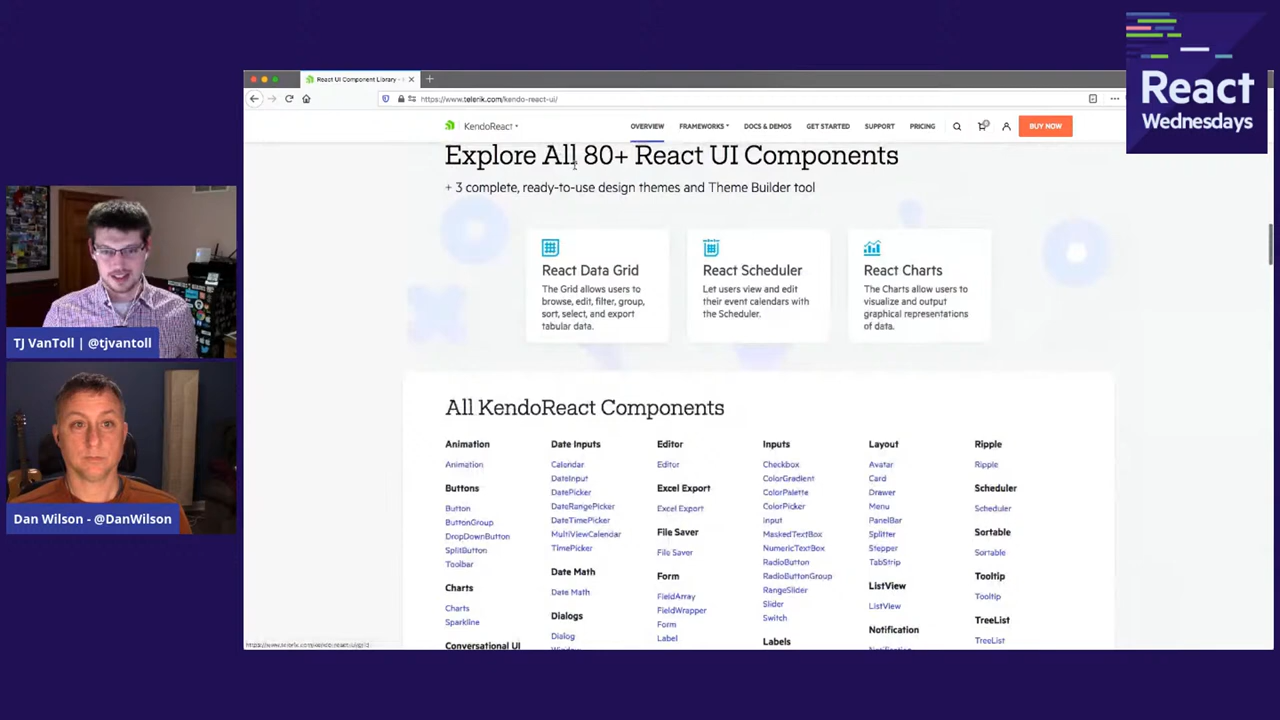 React
Wednesdays
React UI Component Library -
https://www.telerik.com/kendo-react-ui/
KendoReact
OVERVIEW
FRAMEWORKS
DOCS & DEMOS
GET STARTED
SUPPORT
PRICING
BUY NOW
Explore All 80+ React UI Components
+ 3 complete, ready-to-use design themes and Theme Builder tool
React Data Grid
The Grid allows users to
browse, edit, filter, group,
sort, select, and export
tabular data.
React Scheduler
Let users view and edit
their event calendars with
the Scheduler.
React Charts
The Charts allow users to
visualize and output
graphical representations
of data.
TJ VanToll | @tjvantoll
Dan Wilson - @DanWilson
All KendoReact Components
Animation
Animation
Buttons
Button
ButtonGroup
DropDownButton
SplitButton
Toolbar
Charts
Charts
Sparkline
Conversational UI
Date Inputs
Calendar
DateInput
DatePicker
DateRangePicker
DateTimePicker
MultiViewCalendar
TimePicker
Date Math
Date Math
Dialogs
Dialog
Editor
Editor
Excel Export
Excel Export
File Saver
File Saver
Form
FieldArray
FieldWrapper
Form
Label
Inputs
Checkbox
ColorGradient
ColorPalette
ColorPicker
Input
MaskedTextBox
NumericTextBox
RadioButton
RadioButtonGroup
RangeSlider
Slider
Switch
Labels
Layout
Avatar
Card
Drawer
Menu
PanelBar
Splitter
Stepper
TabStrip
ListView
ListView
Notification
Ripple
Ripple
Scheduler
Scheduler
Sortable
Sortable
Tooltip
Tooltip
TreeList
TreeList